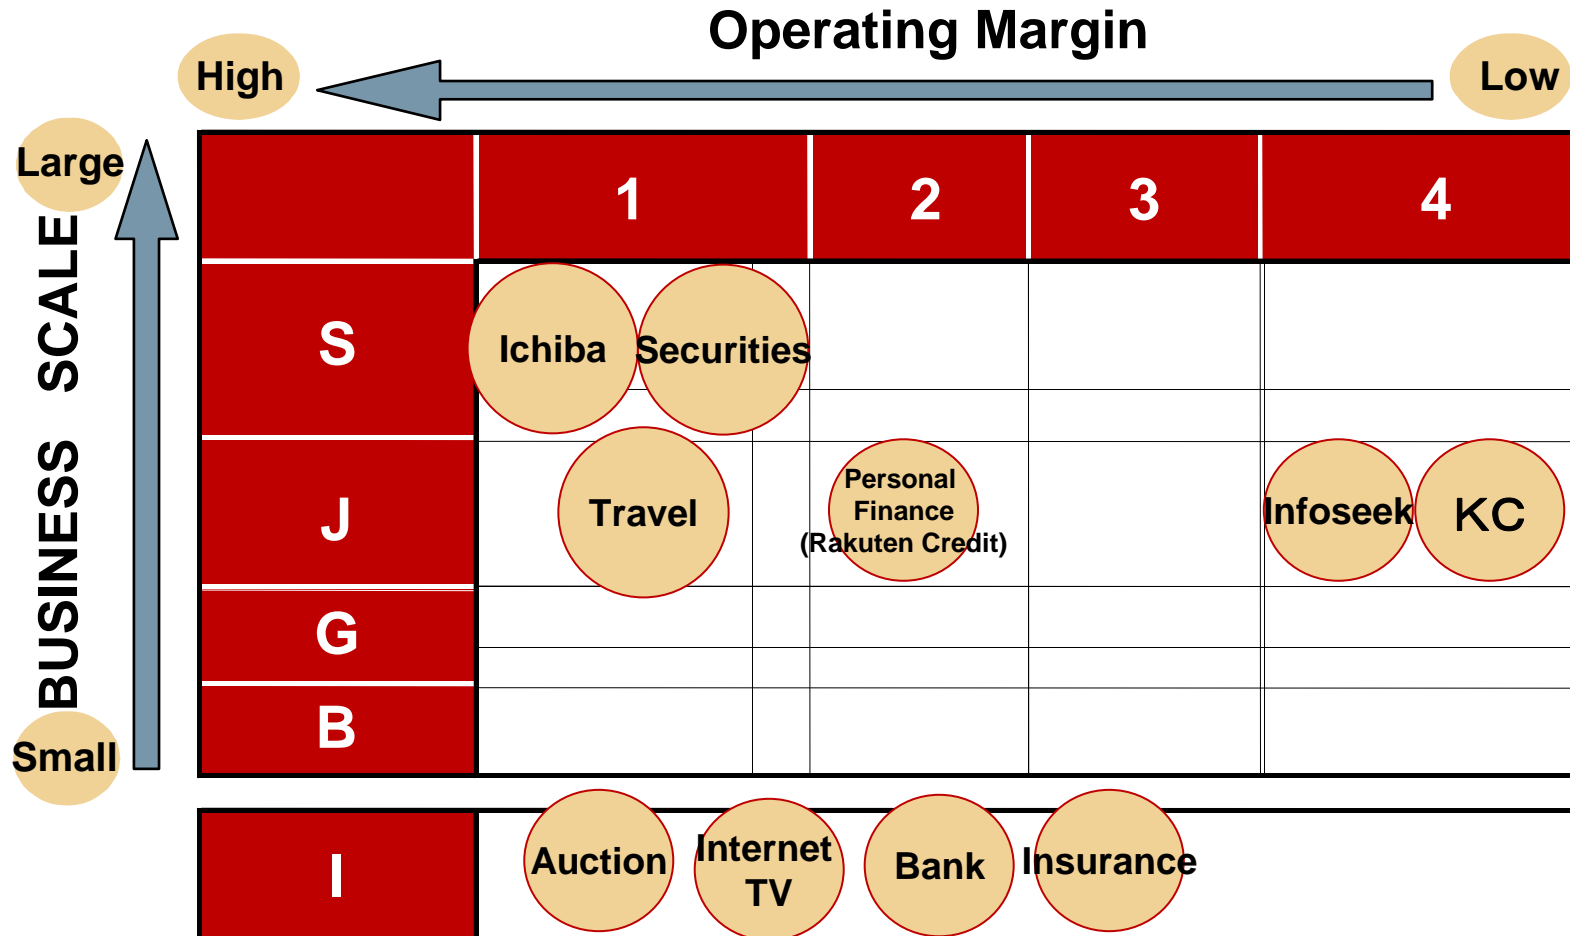 Operating Margin
High
Low
Large
BUSINESS SCALE
Small
1
2
3
4
S
Ichiba
Securities
J
Travel
Personal
Finance
(Rakuten Credit)
Infoseek
KC
G
B
I
Auction
Internet
TV
Bank
Insurance